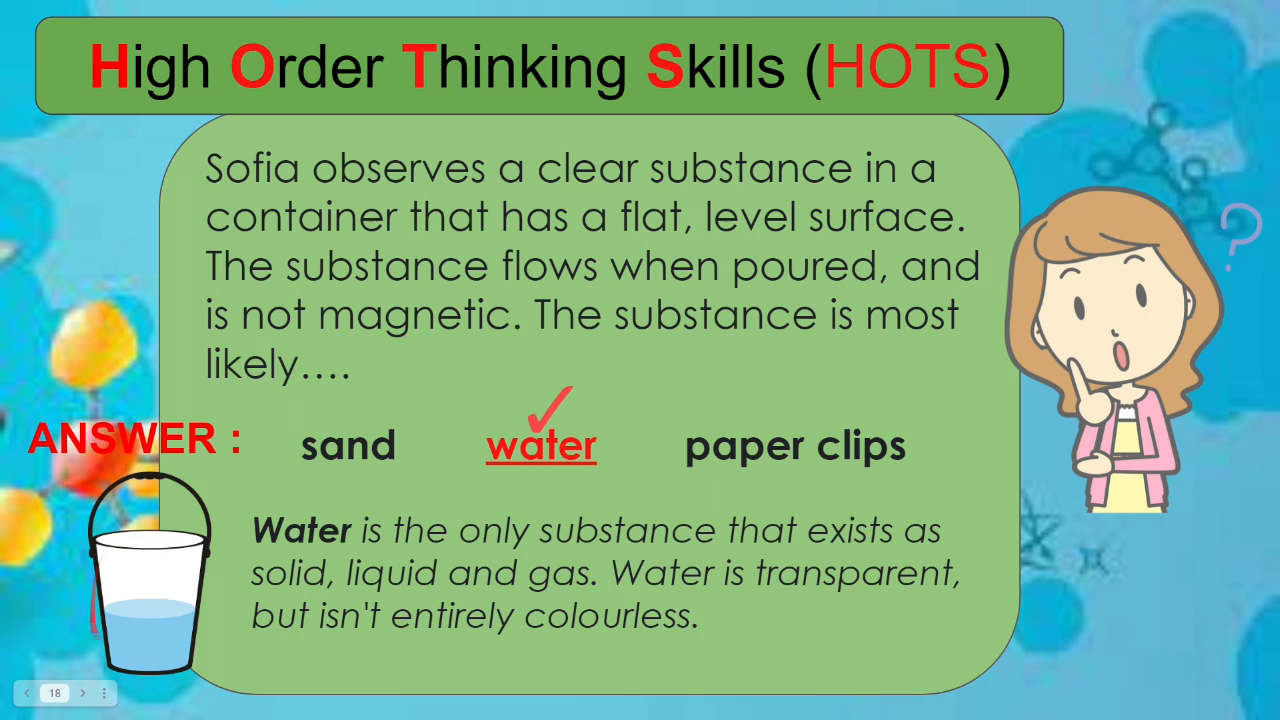 High Order Thinking Skills (HOTS)
Sofia observes a clear substance in a
container that has a flat, level surface.
The substance flows when poured, and
is not magnetic. The substance is most
likely....
ANSWER : sand water paper clips
Water is the only substance that exists as
solid, liquid and gas. Water is transparent,
but isn't entirely colourless.
?
18